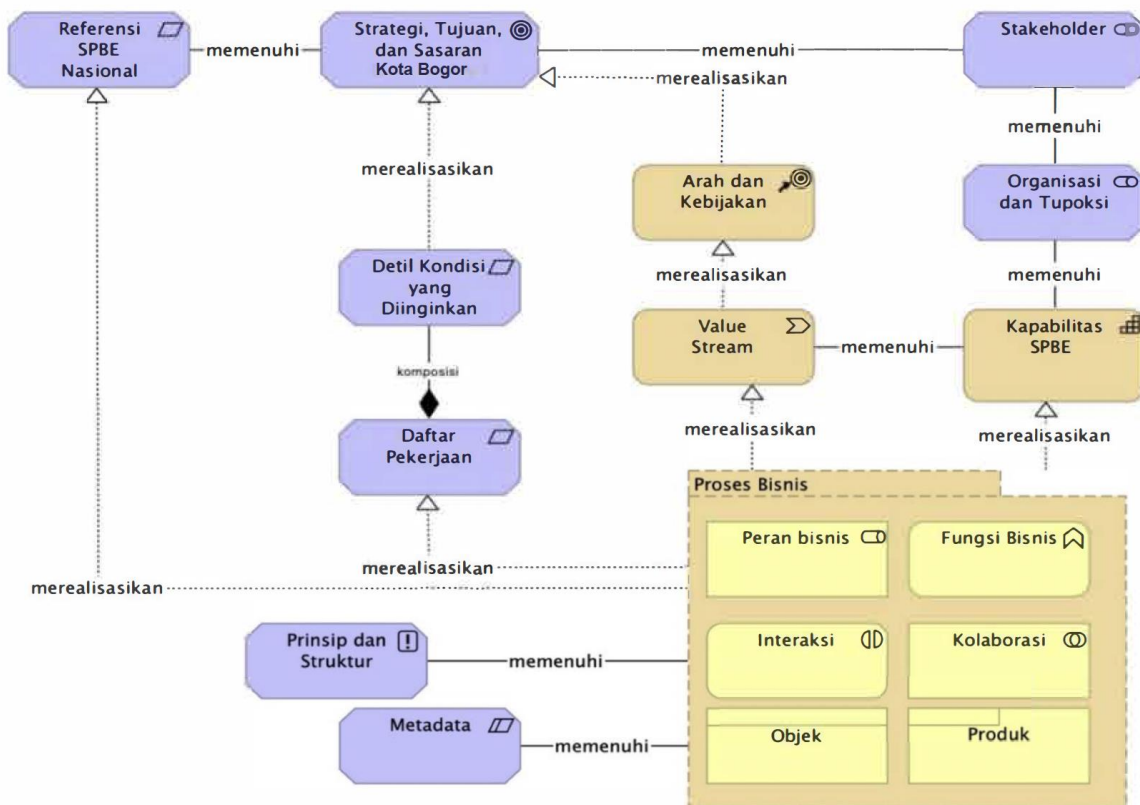 Referensi
SPBE
Nasional
memenuhi
Strategi, Tujuan,
dan Sasaran
Kota Bogor
memenuhi
Stakeholder
merealisasikan
memenuhi
merealisasikan
Arah dan
Kebijakan
Organisasi
dan Tupoksi
Detil Kondisi
yang
Diinginkan
merealisasikan
memenuhi
Value
Stream
memenuhi
Kapabilitas
SPBE
komposisi
Daftar
Pekerjaan
merealisasikan
merealisasikan
Proses Bisnis
Peran bisnis
Fungsi Bisnis
merealisasikan
merealisasikan
Prinsip dan
Struktur
memenuhi
Interaksi
Kolaborasi
Metadata
memenuhi
Objek
Produk